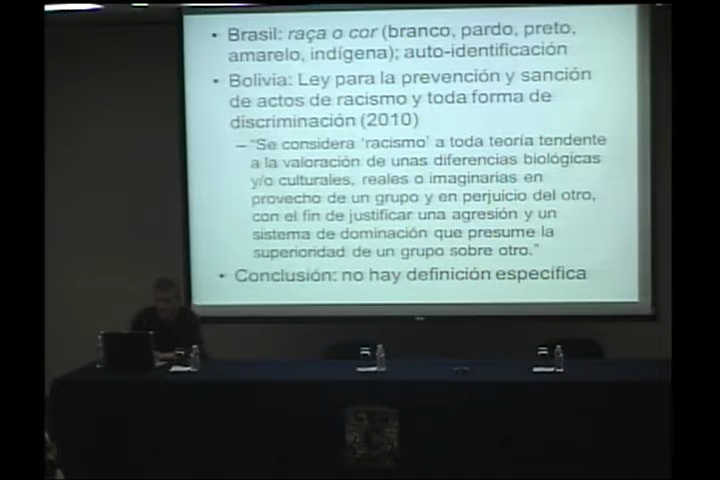 • Brasil: raça o cor (branco, pardo, preto,
amarelo, indígena); auto-identificación
• Bolivia: Ley para la prevención y sanción
de actos de racismo y toda forma de
discriminación (2010)
– "Se considera 'racismo' a toda teoría tendente
a la valoración de unas diferencias biológicas
y/o culturales, reales o imaginarias en
provecho de un grupo y en perjuicio del otro,
con el fin de justificar una agresión y un
sistema de dominación que presume la
superioridad de un grupo sobre otro."
• Conclusión: no hay definición específica